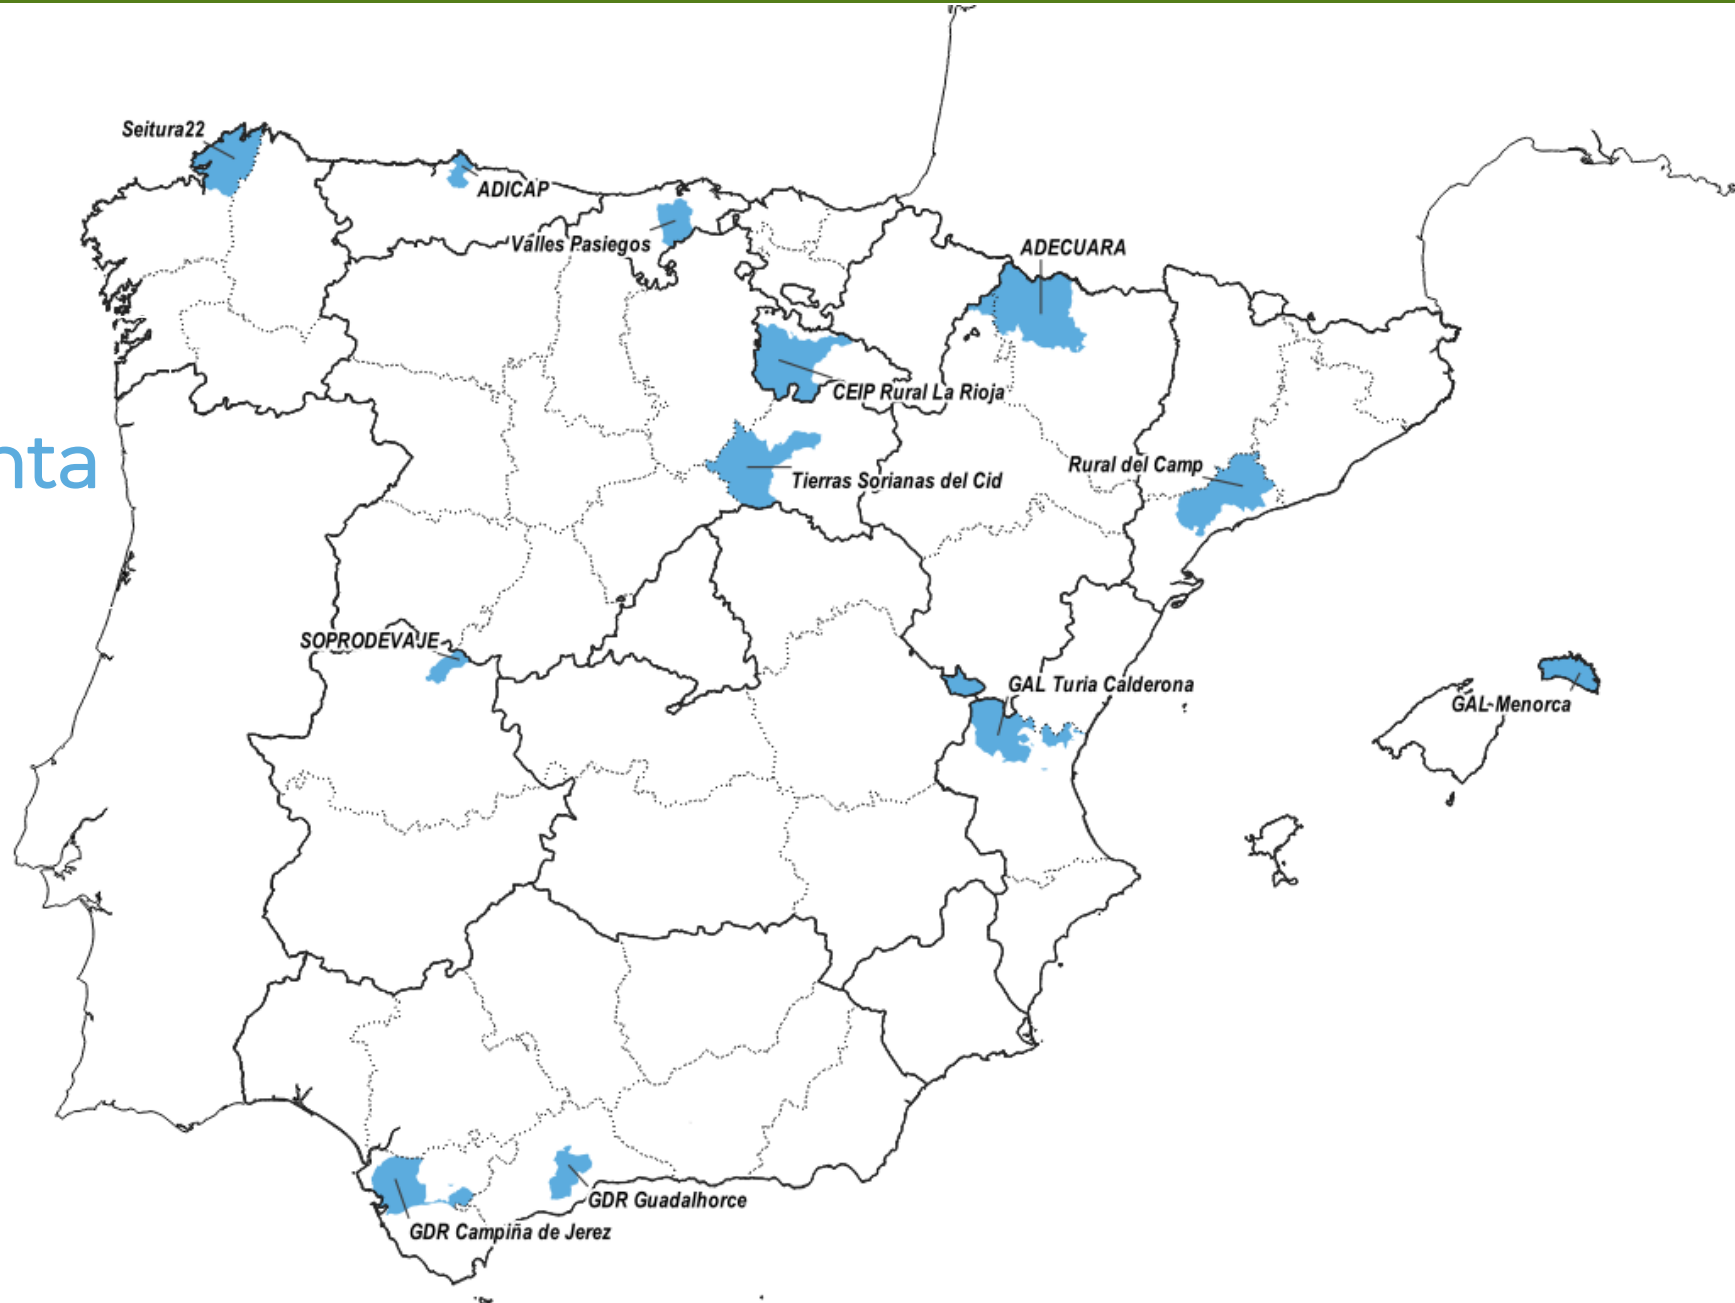 Seitura22
ADICAP
Valles Pasiegos
ADECUARA
CEIP Rural La Rioja
nta
Rural del Camp
Tierras Sorianas del Cid
SOPRODEVAJE
GAL Turia Calderona
GAL-Menorca
GDR Guadalhorce
GDR Campiña de Jerez